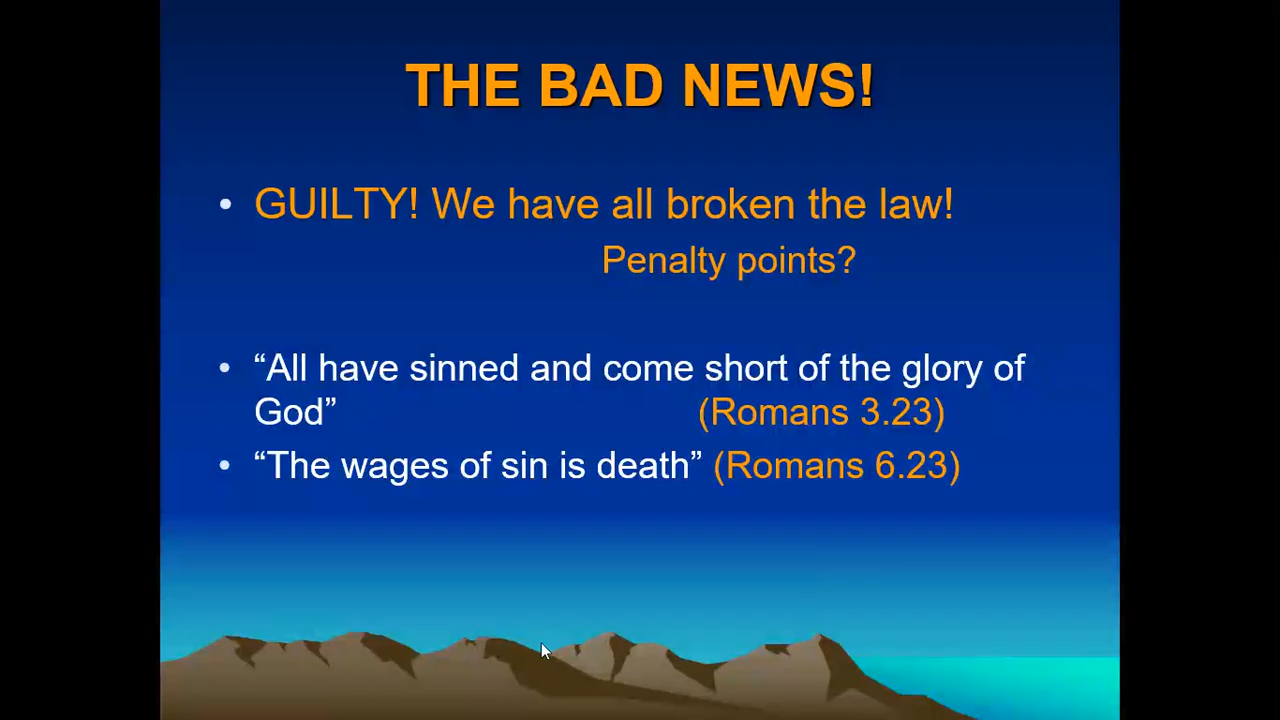 THE BAD NEWS!
• GUILTY! We have all broken the law!
Penalty points?
• “All have sinned and come short of the glory of
God” (Romans 3.23)
• “The wages of sin is death” (Romans 6.23)